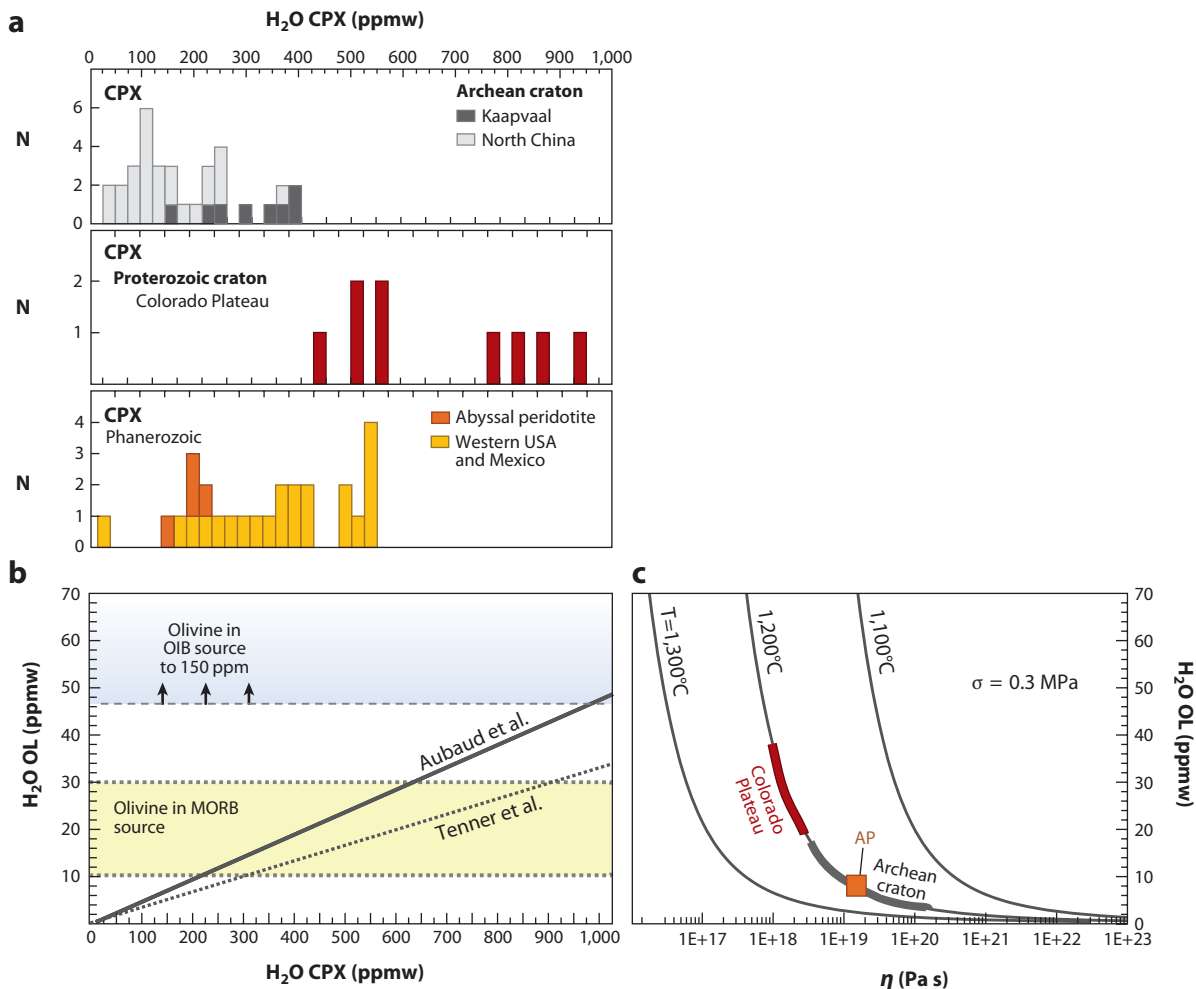 a
H2O CPX (ppmw)
0 100 200 300 400 500 600 700 800 900 1,000
CPX
Archean craton
Kaapvaal
North China
N
6
4
2
0
CPX
Proterozoic craton
Colorado Plateau
N
2
1
CPX
Phanerozoic
Abyssal peridotite
Western USA
and Mexico
N
4
3
2
1
0
b
H2O OL (ppmw)
70
60
50
40
30
20
10
0
Olivine in
OIB source
to 150 ppm
Aubaud et al.
Olivine in MORB
source
Tenner et al.
0 100 200 300 400 500 600 700 800 900 1,000
H2O CPX (ppmw)
c
T=1,300°C
1,200°C
1,100°C
σ = 0.3 MPa
Colorado
Plateau
AP
Archean
craton
70
60
50
40
30
20
10
0
H2O OL (ppmw)
1E+17 1E+18 1E+19 1E+20 1E+21 1E+22 1E+23
η (Pa s)